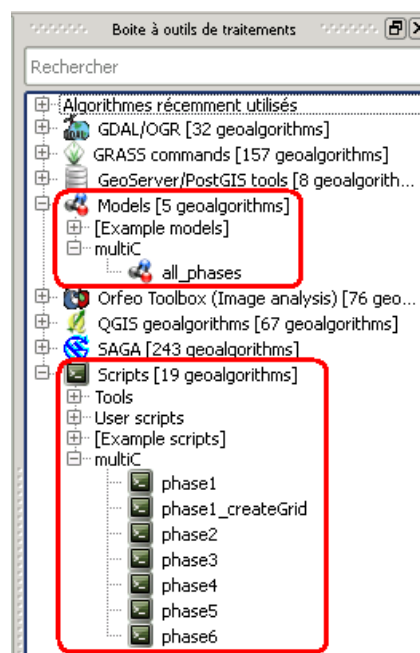 Boite à outils de traitements
Rechercher
Algorithmes récemment utilisés
GDAL/OGR [32 geoalgorithms]
GRASS commands [157 geoalgorithms]
GeoServer/PostGIS tools [8 geoalgorith...
Models [5 geoalgorithms]
[Example models]
multiC
all_phases
Orfeo Toolbox (Image analysis) [76 geo...
QGIS geoalgorithms [67 geoalgorithms]
SAGA [243 geoalgorithms]
Scripts [19 geoalgorithms]
Tools
User scripts
[Example scripts]
multiC
phase1
phase1_createGrid
phase2
phase3
phase4
phase5
phase6